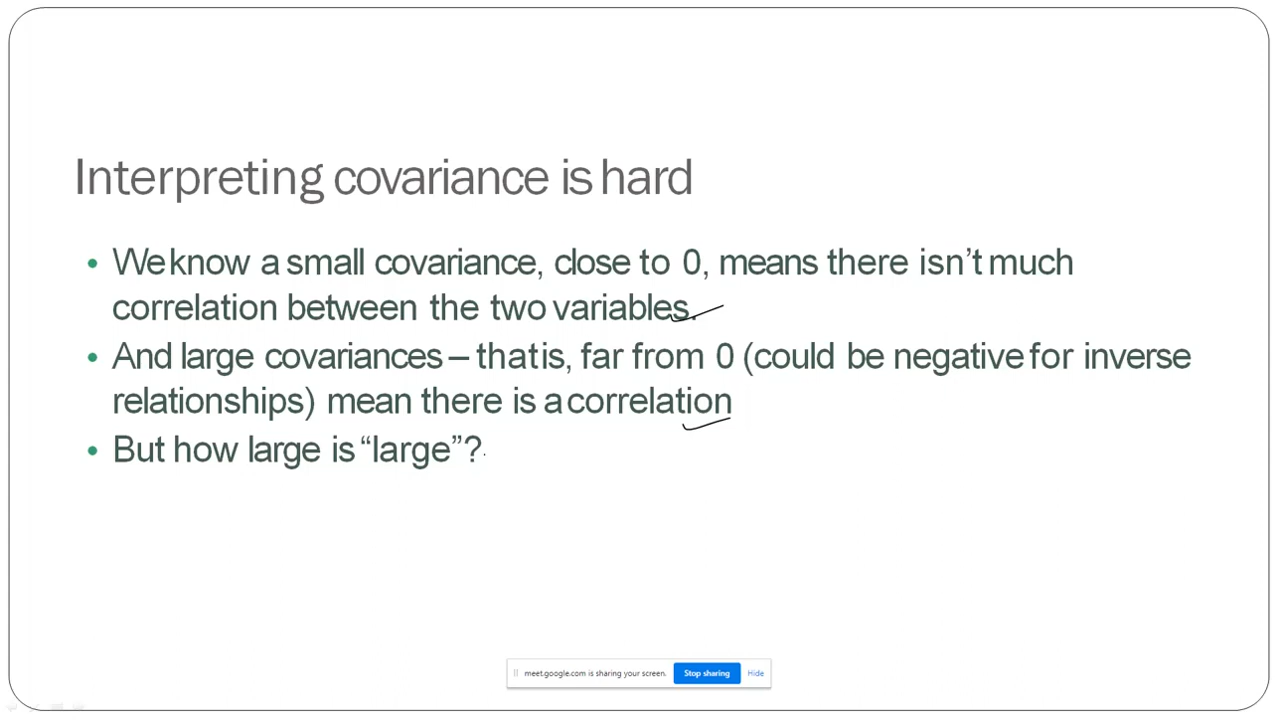 Interpreting covariance is hard
• We know a small covariance, close to 0, means there isn't much
correlation between the two variables.
• And large covariances – that is, far from 0 (could be negative for inverse
relationships) mean there is a correlation
• But how large is “large”?
meet.google.com is sharing your screen. Stop sharing Hide